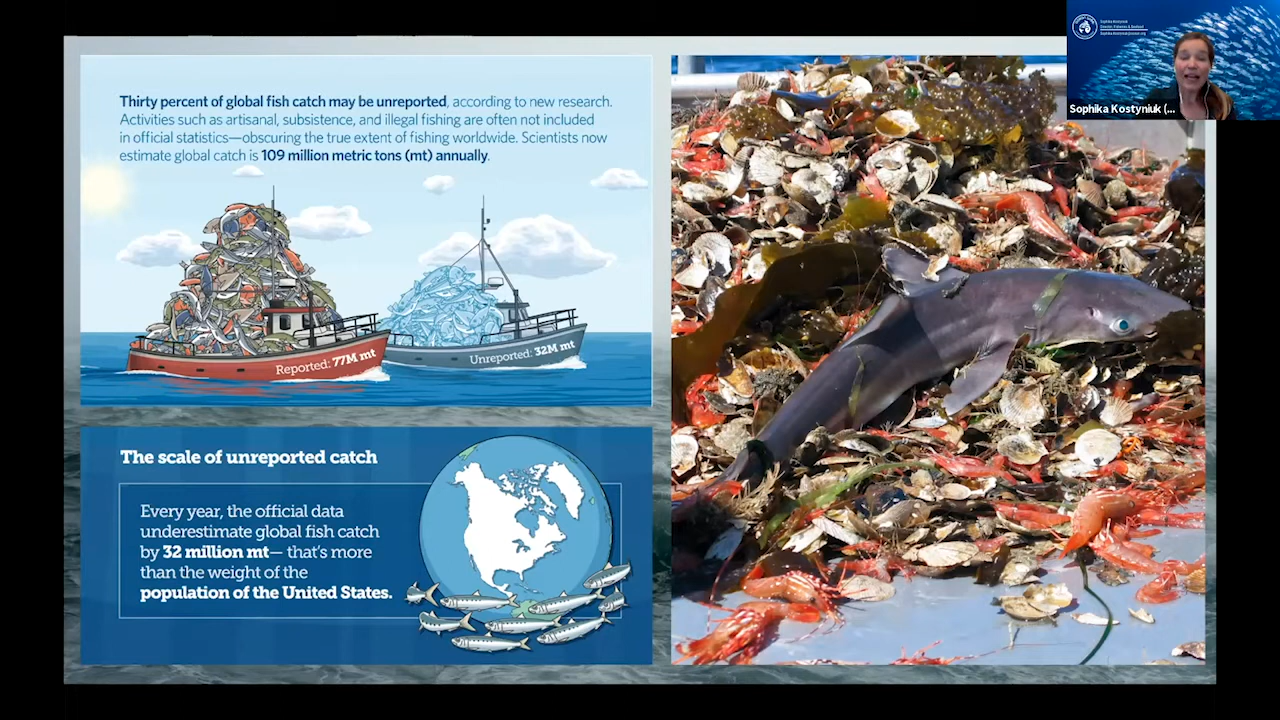 Thirty percent of global fish catch may be unreported, according to new research.
Activities such as artisanal, subsistence, and illegal fishing are often not included
in official statistics—obscuring the true extent of fishing worldwide. Scientists now
estimate global catch is 109 million metric tons (mt) annually.
Reported: 77M mt
Unreported: 32M mt
The scale of unreported catch
Every year, the official data
underestimate global fish catch
by 32 million mt— that's more
than the weight of the
population of the United States.
Sophika Kostyniuk
Sophika Kostyniuk (...